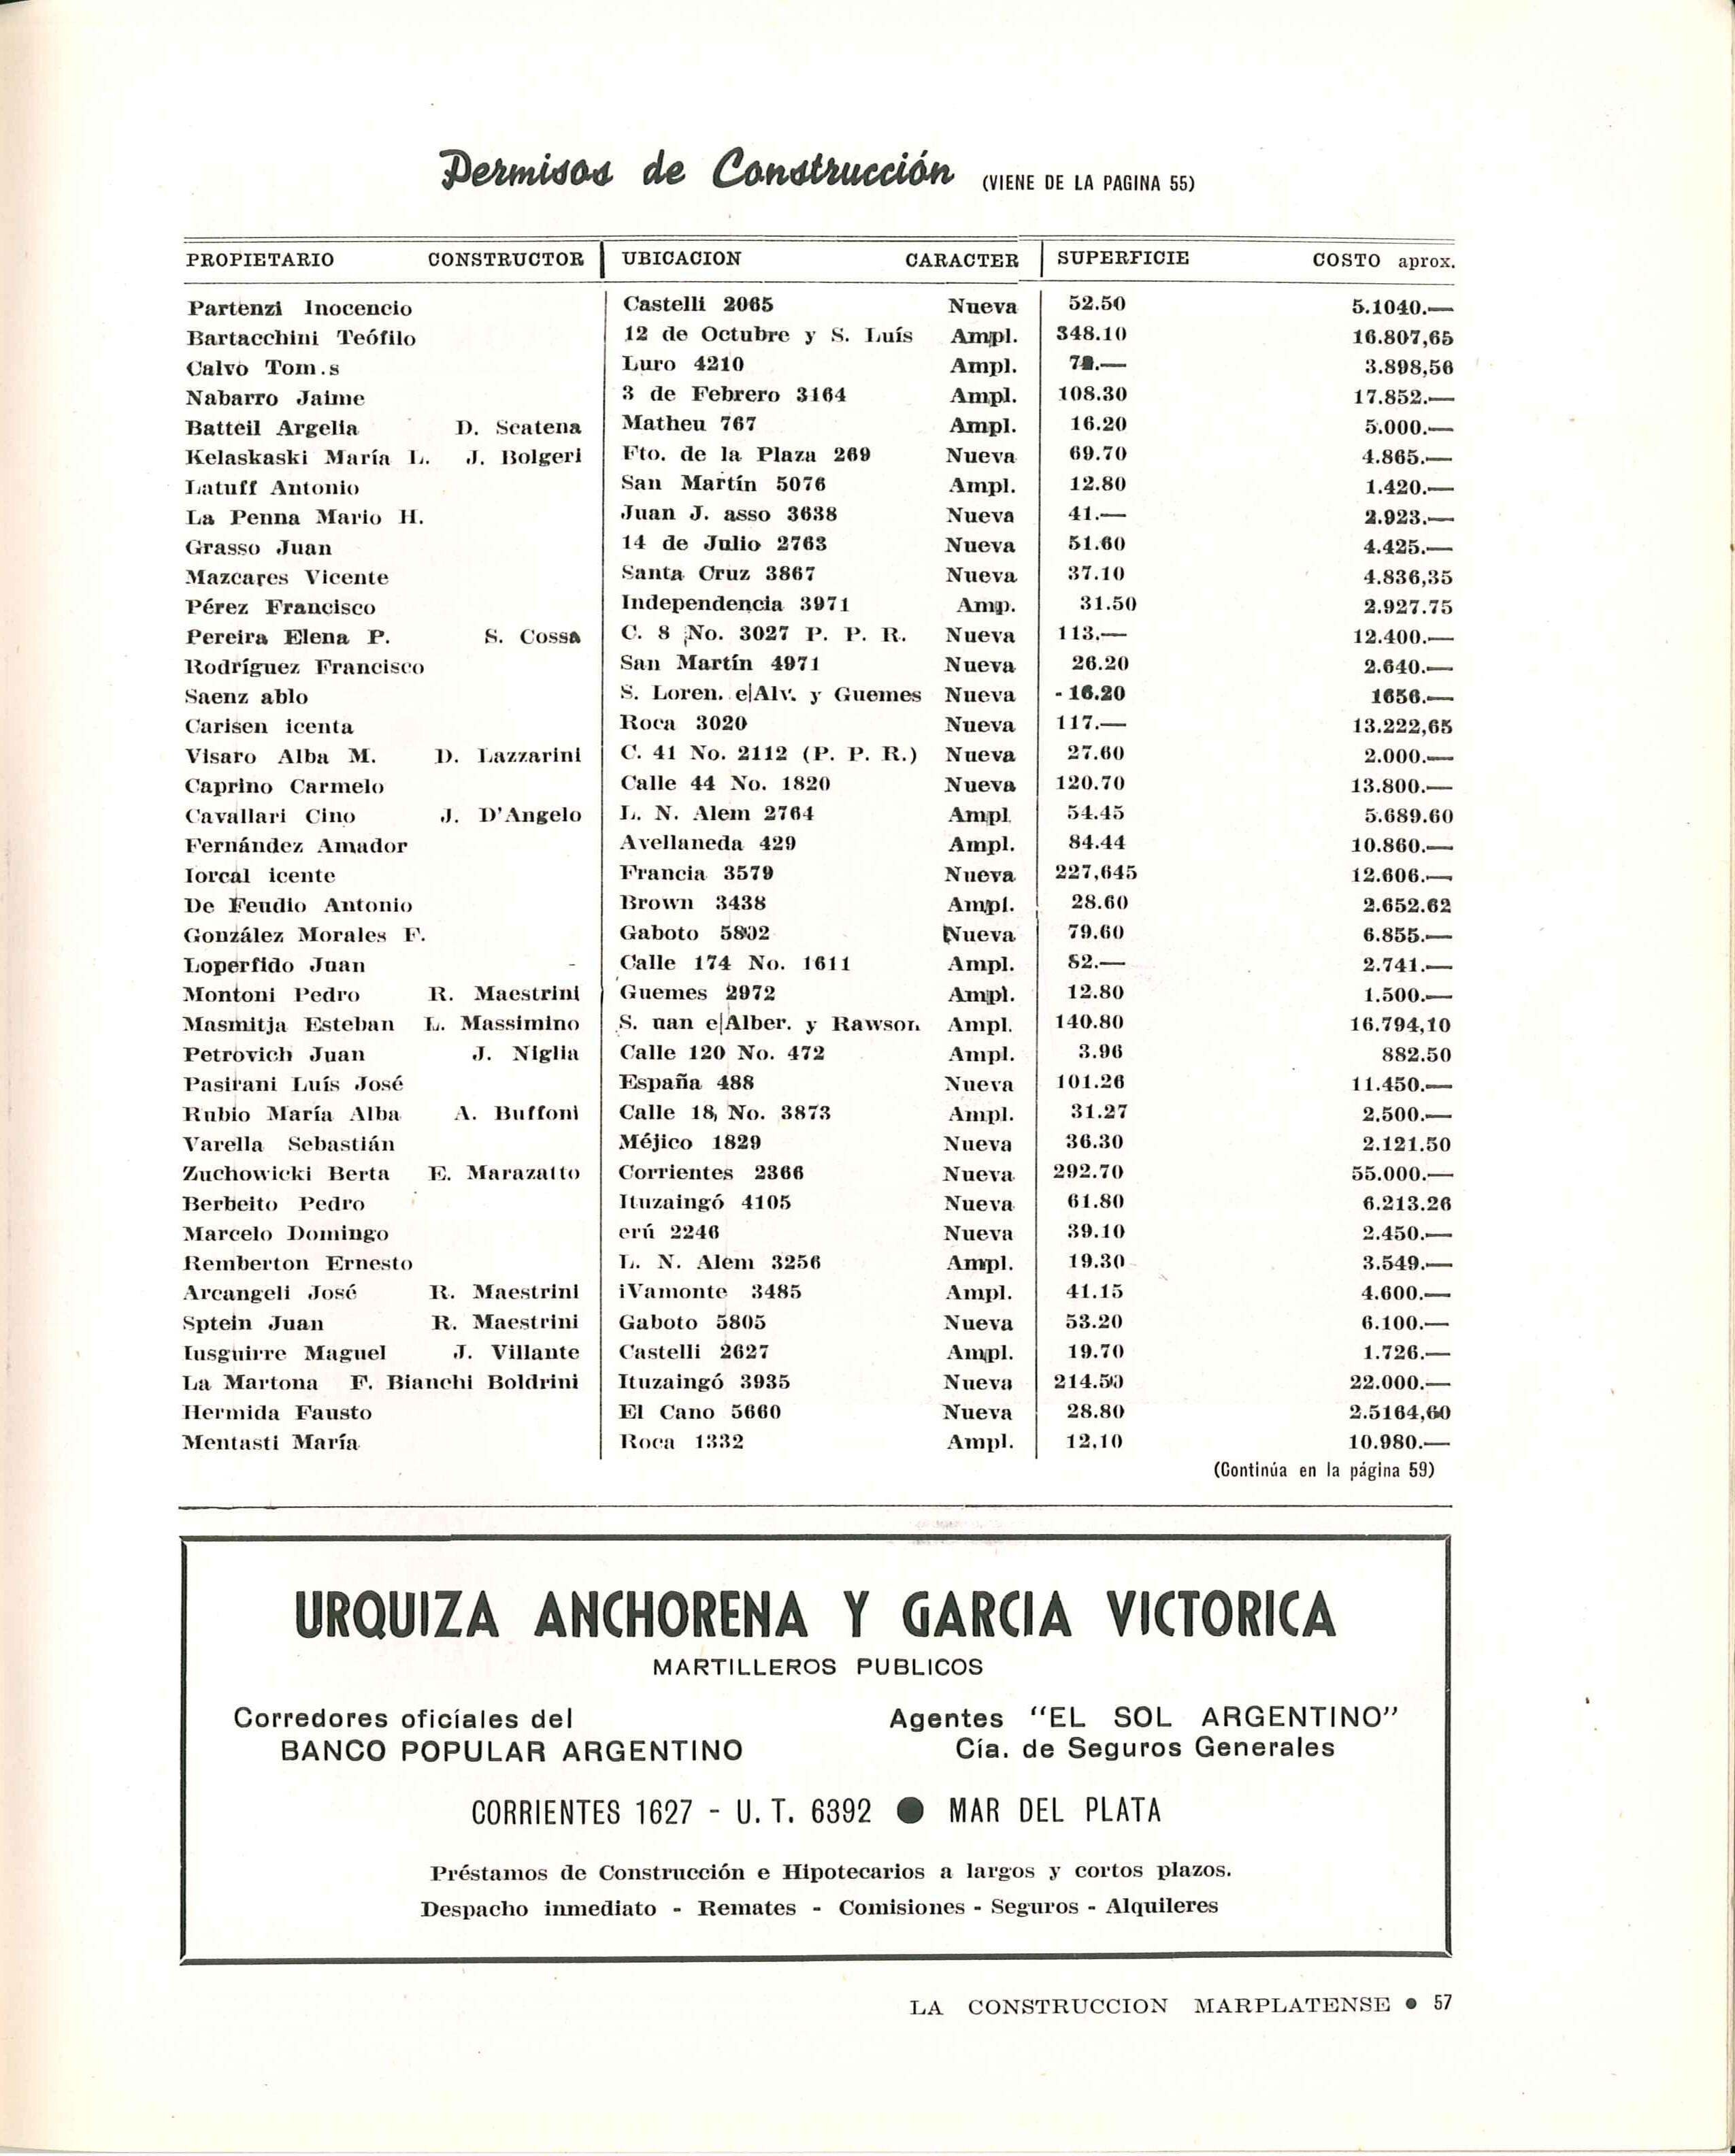 Permisos de Construcción (VIENE DE LA PAGINA 55)
PROPIETARIO CONSTRUCTOR UBICACION CARACTER SUPERFICIE COSTO aprox.
Partenzi Inocencio Castelli 2065 Nueva 52.50 5.1040.—
Bartacchini Teófilo 12 de Octubre y S. Luís Ampl. 348.10 16.807,65
Calvo Tom.s Luro 4210 Ampl. 3.898,56
Nabarro Jaime 3 de Febrero 3164 Ampl. 108.30 17.852.—
Batteil Argelia D. Scatena Matheu 767 Ampl. 16.20 5.000.—
Kelaskaski María L. J. Bolgeri Fto. de la Plaza 269 Nueva 69.70 4.865.—
Latuff Antonio San Martín 5076 Ampl. 12.80 1.420.—
La Penna Mario H. Juan J. asso 3638 Nueva 41.— 2.923.—
Grasso Juan 14 de Julio 2763 Nueva 51.60 4.425.—
Mazcares Vicente Santa Cruz 3867 Nueva 37.10 4.836,35
Pérez Francisco Independencia 3971 Amp. 31.50 2.927.75
Pereira Elena P. S. Cossa C. 8 No. 3027 P. P. R. Nueva 113.— 12.400.—
Rodríguez Francisco San Martín 4971 Nueva 26.20 2.640.—
Saenz ablo S. Loren. e|Alv. y Guemes Nueva - 16.20 1656.—
Carisen icenta Roca 3020 Nueva 117.— 13.222,65
Visaro Alba M. D. Lazzarini C. 41 No. 2112 (P. P. R.) Nueva 27.60 2.000.—
Caprino Carmelo Calle 44 No. 1820 Nueva 120.70 13.800.—
Cavallari Cino J. D'Angelo L. N. Alem 2764 Ampl 54.45 5.689.60
Fernández Amador Avellaneda 429 Ampl. 84.44 10.860.—
Iorcal icente Francia 3579 Nueva 227,645 12.606.—
De Feudio Antonio Brown 3438 Ampl. 28.60 2.652.62
González Morales F. Gaboto 5802 Nueva 79.60 6.855.—
Loperfido Juan - Calle 174 No. 1611 Ampl. 82.— 2.741.—
Montoni Pedro R. Maestrini Guemes 2972 Ampl. 12.80 1.500.—
Masmitja Esteban L. Massimino S. uan e|Alber. y Rawson Ampl. 140.80 16.794,10
Petrovich Juan J. Niglia Calle 120 No. 472 Ampl. 3.96 882.50
Pasirani Luís José España 488 Nueva 101.26 11.450.—
Rubio María Alba A. Buffoni Calle 18, No. 3873 Ampl. 31.27 2.500.—
Varella Sebastián Méjico 1829 Nueva 36.30 2.121.50
Zuchowicki Berta E. Marazatto Corrientes 2366 Nueva 292.70 55.000.—
Berbeito Pedro Ituzaingó 4105 Nueva 61.80 6.213.26
Marcelo Domingo erú 2246 Nueva 39.10 2.450.—
Remberton Ernesto L. N. Alem 3256 Ampl. 19.30 3.549.—
Arcangeli José R. Maestrini iVamonte 3485 Ampl. 41.15 4.600.—
Sptein Juan R. Maestrini Gaboto 5805 Nueva 53.20 6.100.—
Iusguirre Maguel J. Villante Castelli 2627 Ampl. 19.70 1.726.—
La Martona F. Bianchi Boldrini Ituzaingó 3935 Nueva 214.50 22.000.—
Hermida Fausto El Cano 5660 Nueva 28.80 2.5164,60
Mentasti María Roca 1332 Ampl. 12,10 10.980.—
(Continúa en la página 59)
URQUIZA ANCHORENA Y GARCIA VICTORICA
MARTILLEROS PUBLICOS
Corredores oficíales del Agentes "EL SOL ARGENTINO"
BANCO POPULAR ARGENTINO Cía. de Seguros Generales
CORRIENTES 1627 - U. T. 6392 ● MAR DEL PLATA
Préstamos de Construcción e Hipotecarios a largos y cortos plazos.
Despacho inmediato - Remates - Comisiones - Seguros - Alquileres
LA CONSTRUCCION MARPLATENSE ● 57